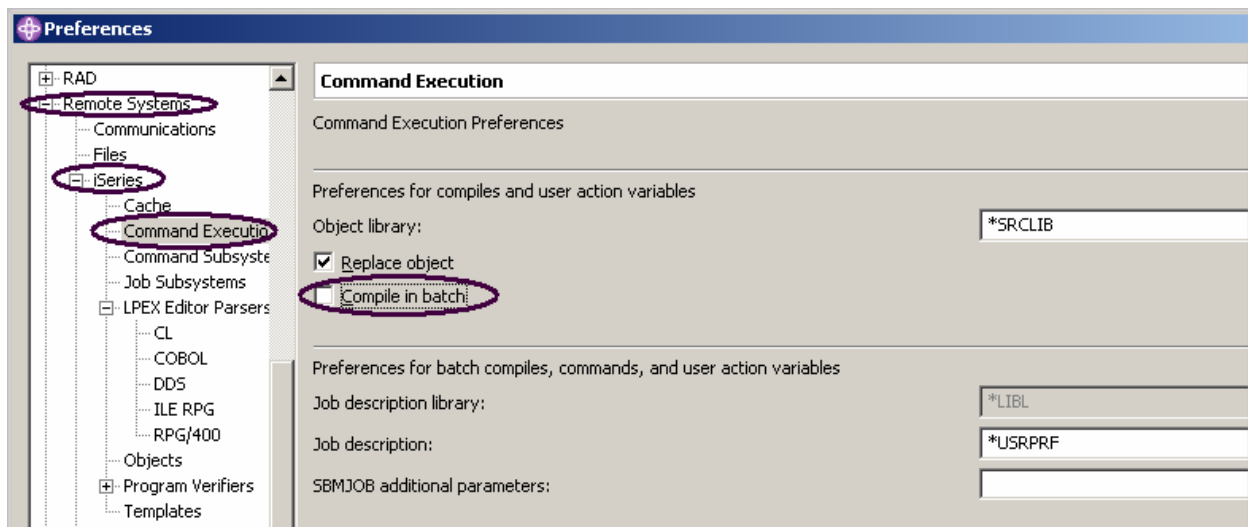 Preferences
RAD
Remote Systems
Communications
Files
iSeries
Cache
Command Executio
Command Subsyste
Job Subsystems
LPEX Editor Parsers
CL
COBOL
DDS
ILE RPG
RPG/400
Objects
Program Verifiers
Templates
Command Execution
Command Execution Preferences
Preferences for compiles and user action variables
Object library: *SRCLIB
Replace object
Compile in batch
Preferences for batch compiles, commands, and user action variables
Job description library: *LIBL
Job description: *USRPRF
SBMJOB additional parameters: